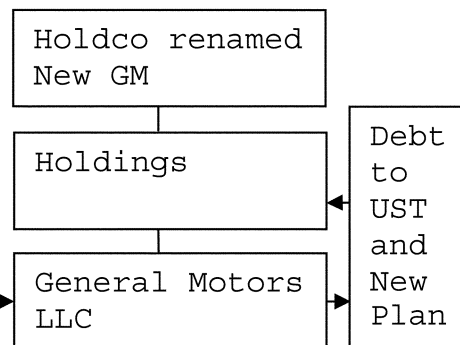 Holdco renamed
New GM
Holdings
General Motors
LLC
Debt
to
UST
and
New
Plan